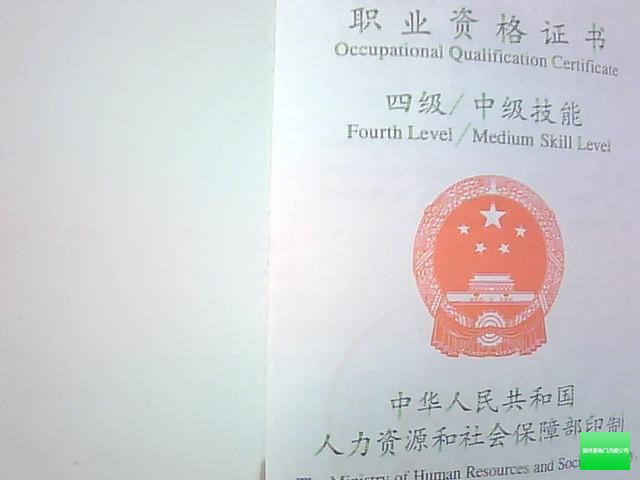 职业资格证书
Occupational Qualification Certificate
四级/中级技能
Fourth Level/Medium Skill Level
中华人民共和国
人力资源和社会保障部印制
The Ministry of Human Resources and